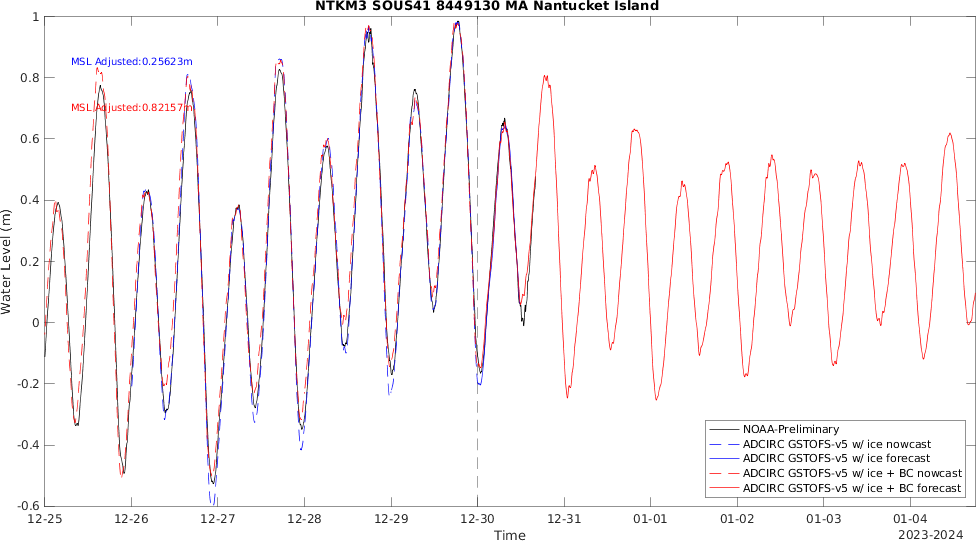 NTKM3 SOUS41 8449130 MA Nantucket Island
1
0.8
0.6
0.4
0.2
0
-0.2
-0.4
-0.6
Water Level (m)
MSL Adjusted:0.25623m
MSL Adjusted:0.82157m
NOAA-Preliminary
ADCIRC GSTOFS-v5 w/ ice nowcast
ADCIRC GSTOFS-v5 w/ ice forecast
ADCIRC GSTOFS-v5 w/ ice + BC nowcast
ADCIRC GSTOFS-v5 w/ ice + BC forecast
12-25 12-26 12-27 12-28 12-29 12-30 12-31 01-01 01-02 01-03 01-04
Time
2023-2024